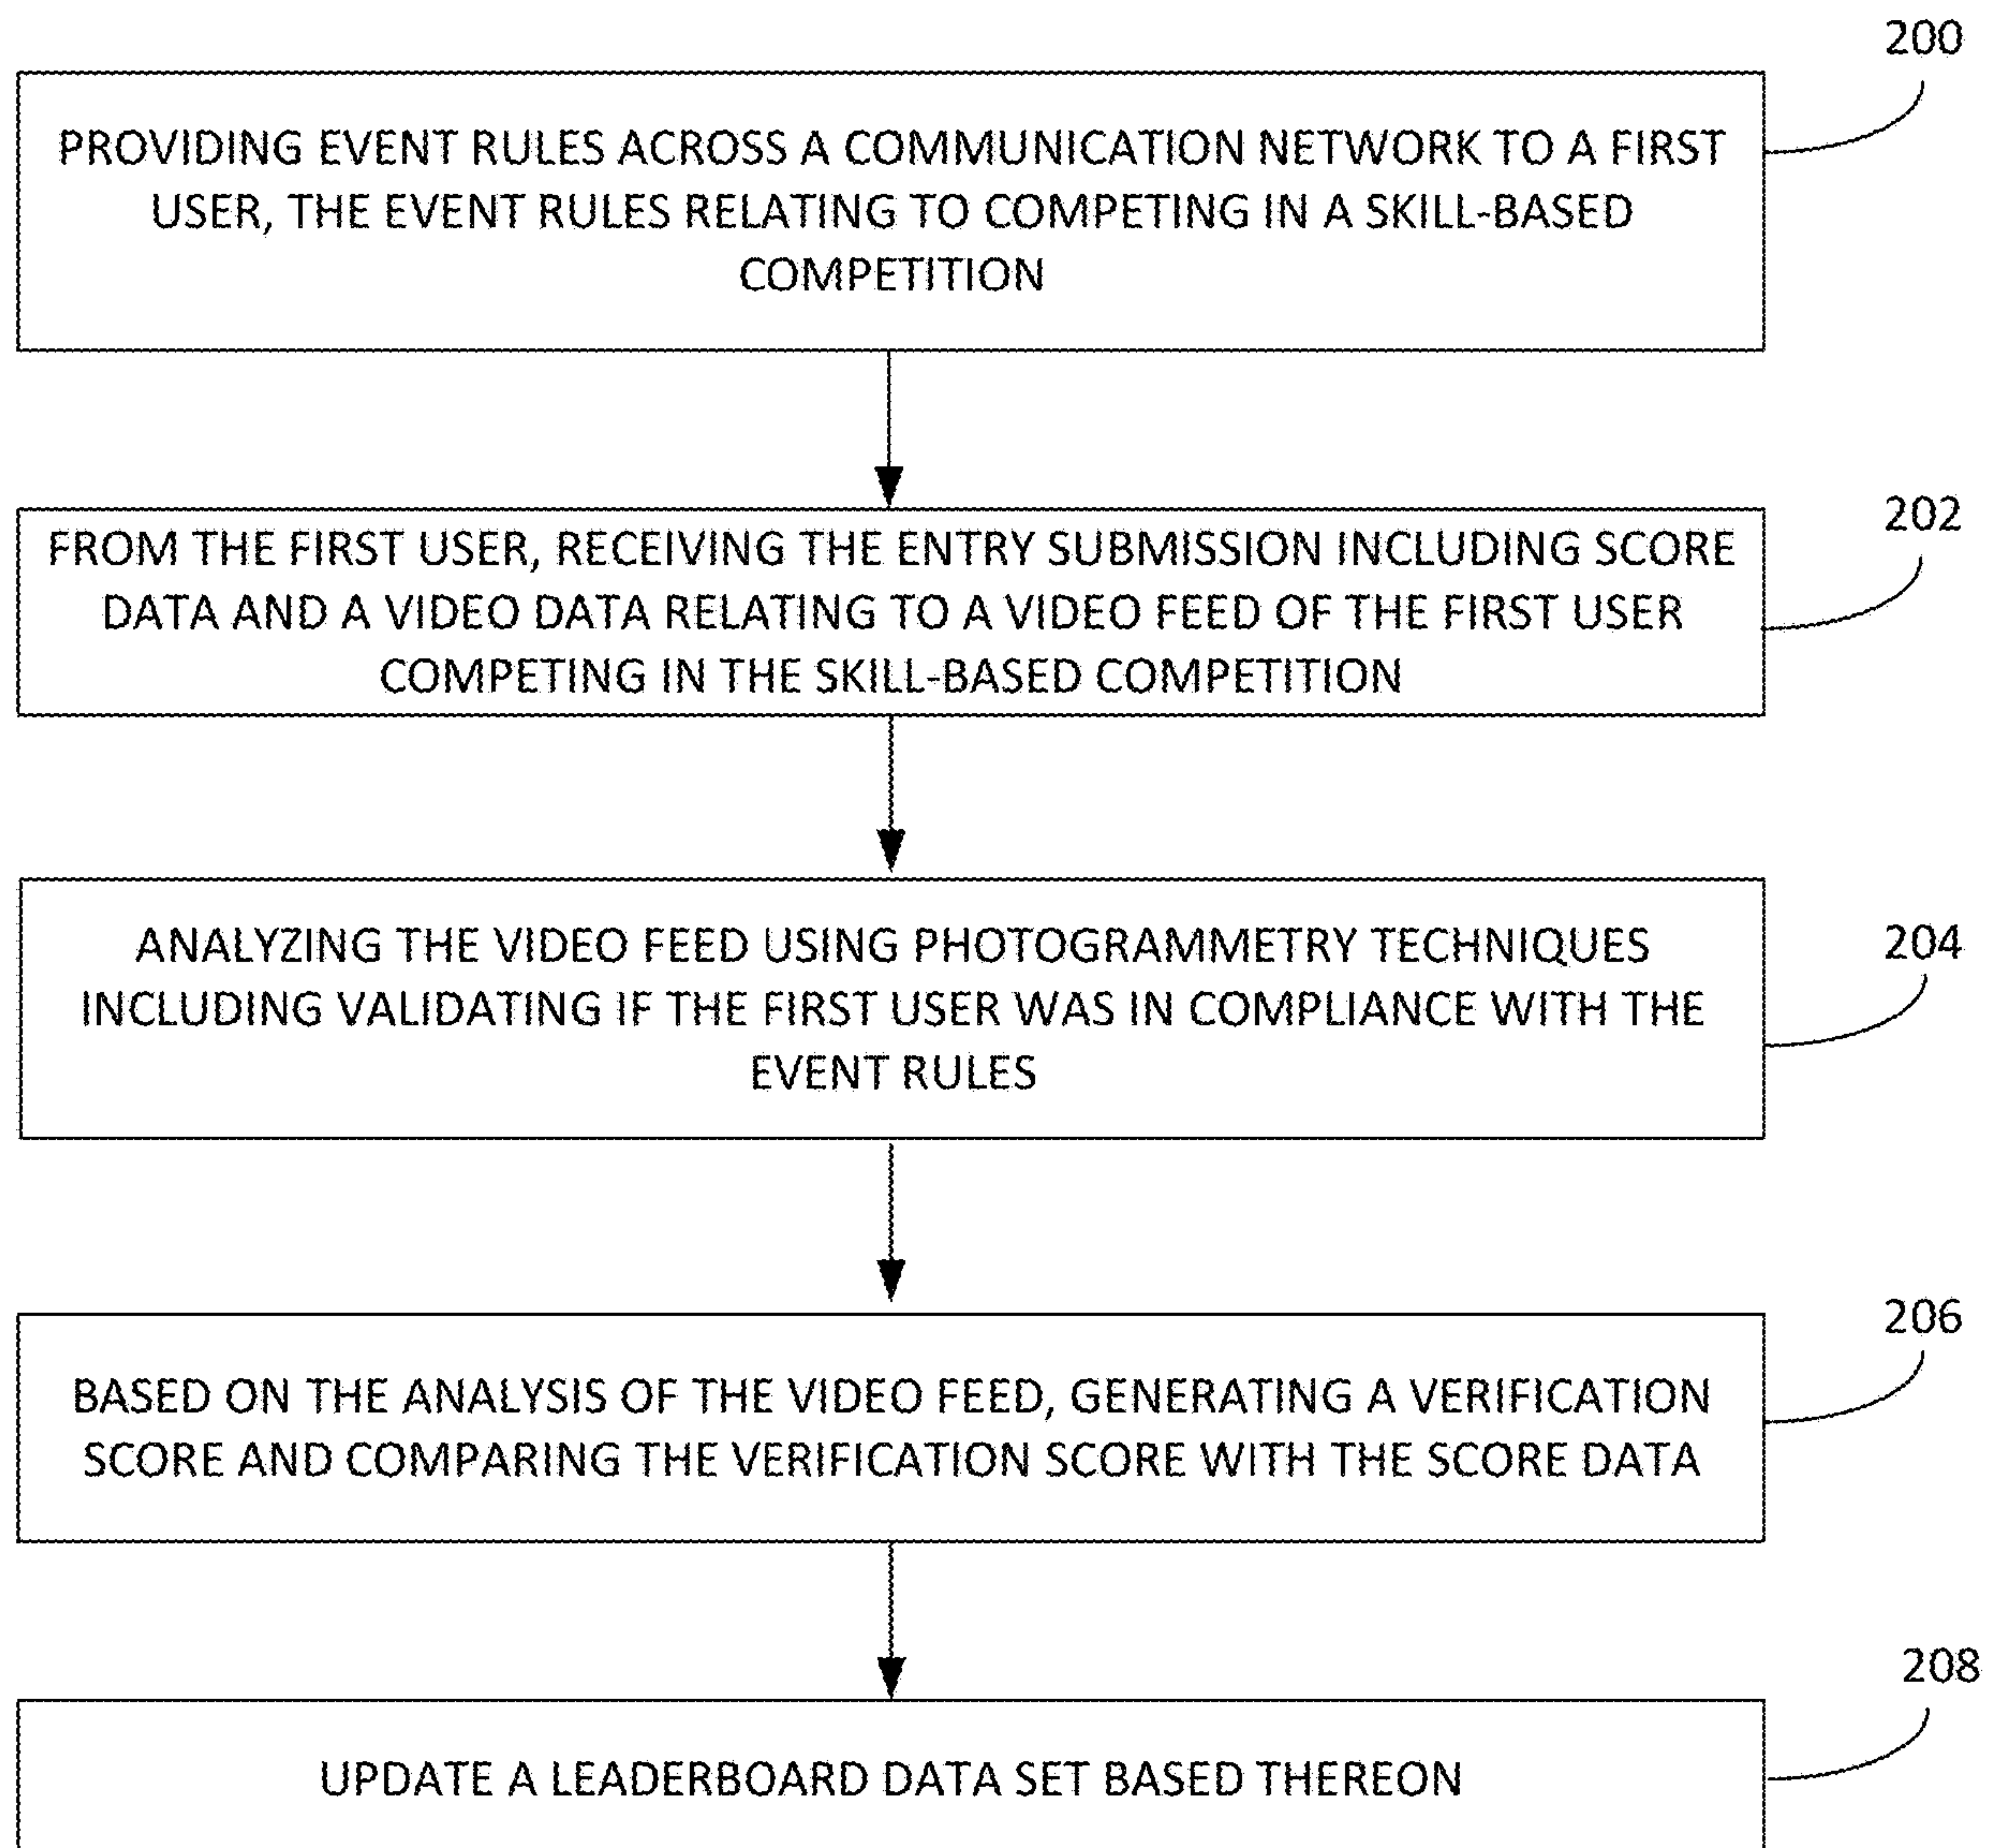 200
PROVIDING EVENT RULES ACROSS A COMMUNICATION NETWORK TO A FIRST
USER, THE EVENT RULES RELATING TO COMPETING IN A SKILL-BASED
COMPETITION
202
FROM THE FIRST USER, RECEIVING THE ENTRY SUBMISSION INCLUDING SCORE
DATA AND A VIDEO DATA RELATING TO A VIDEO FEED OF THE FIRST USER
COMPETING IN THE SKILL-BASED COMPETITION
204
ANALYZING THE VIDEO FEED USING PHOTOGRAMMETRY TECHNIQUES
INCLUDING VALIDATING IF THE FIRST USER WAS IN COMPLIANCE WITH THE
EVENT RULES
206
BASED ON THE ANALYSIS OF THE VIDEO FEED, GENERATING A VERIFICATION
SCORE AND COMPARING THE VERIFICATION SCORE WITH THE SCORE DATA
208
UPDATE A LEADERBOARD DATA SET BASED THEREON